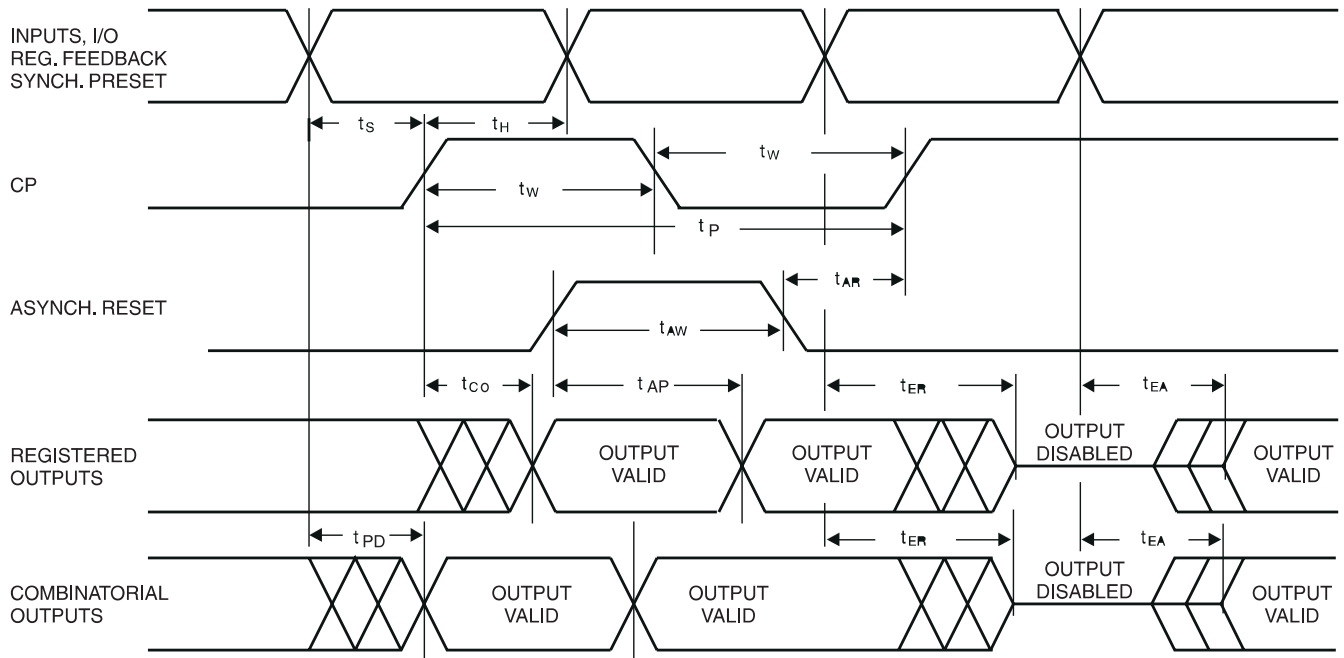 INPUTS, I/O
REG. FEEDBACK
SYNCH. PRESET
tS
tH
CP
tW
tW
tP
ASYNCH. RESET
tAR
tAW
tCO
tAP
tER
tEA
REGISTERED
OUTPUTS
OUTPUT
VALID
OUTPUT
VALID
OUTPUT
DISABLED
OUTPUT
VALID
tPD
tER
tEA
COMBINATORIAL
OUTPUTS
OUTPUT
VALID
OUTPUT
VALID
OUTPUT
DISABLED
OUTPUT
VALID